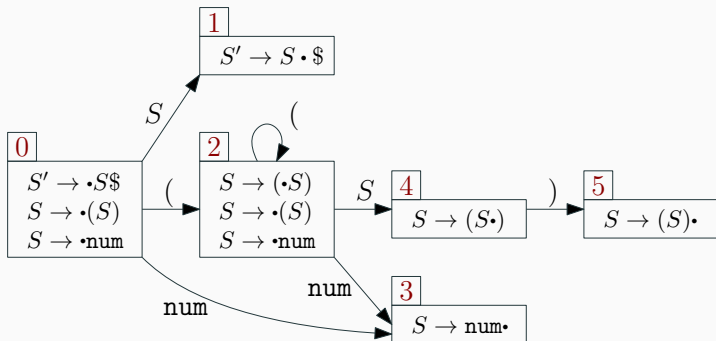 1
S′ → S • $
S
0
S′ → •S$
S → •(S)
S → •num
(
2
(
S → (•S)
S → •(S)
S → •num
S
4
S → (S•)
)
5
S → (S)•
num
num
3
S → num•